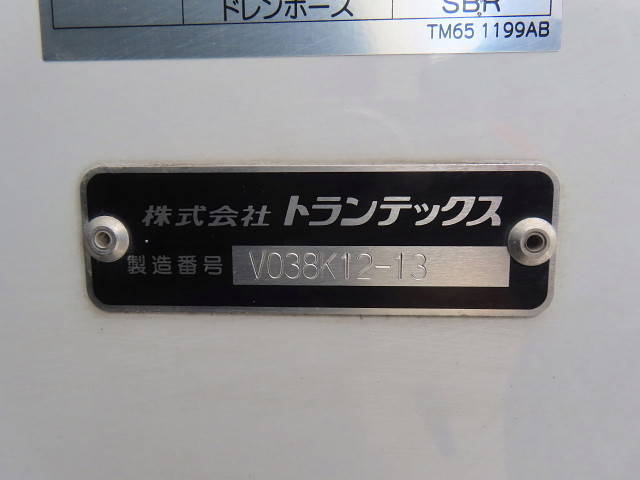 ドレンホース SBR
TM65 1199AB
株式会社 トランテックス
製造番号 V038K12-13